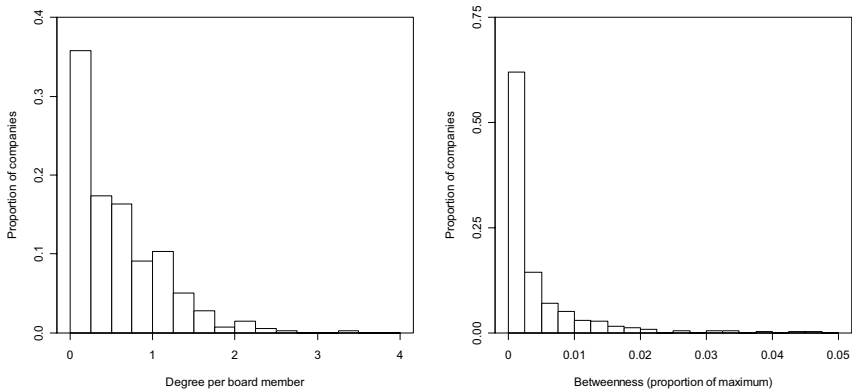 0.4
0.3
0.2
0.1
0.0
Proportion of companies
0 1 2 3 4
Degree per board member
0.75
0.50
0.25
0.00
Proportion of companies
0 0.01 0.02 0.03 0.04 0.05
Betweenness (proportion of maximum)